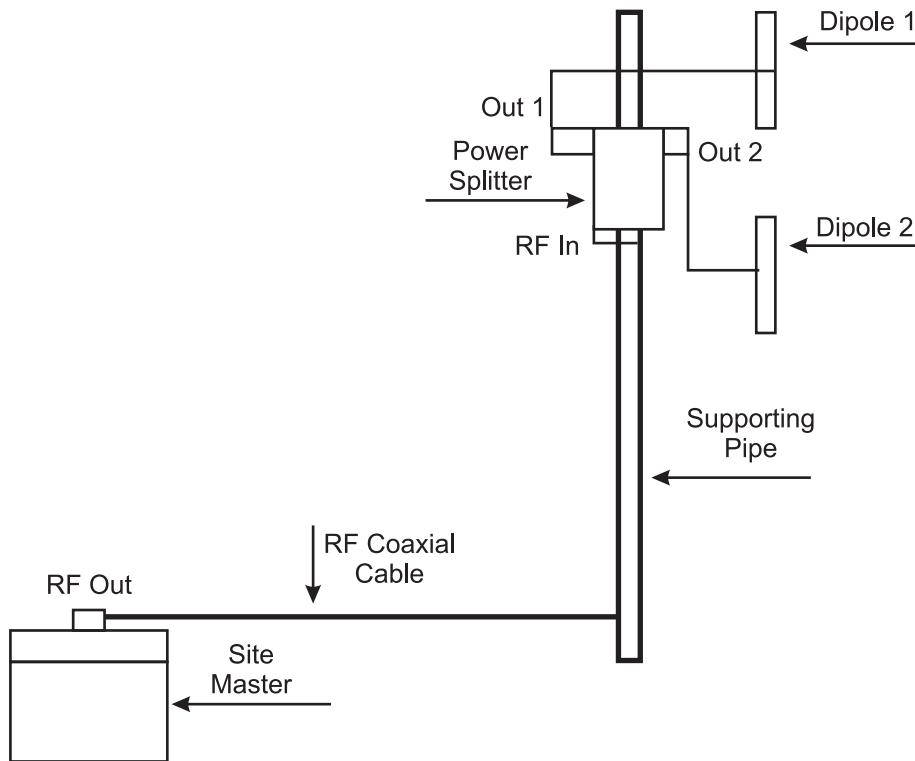 Dipole 1
Out 1
Power
Splitter
Out 2
Dipole 2
RF In
Supporting
Pipe
RF Coaxial
Cable
RF Out
Site
Master